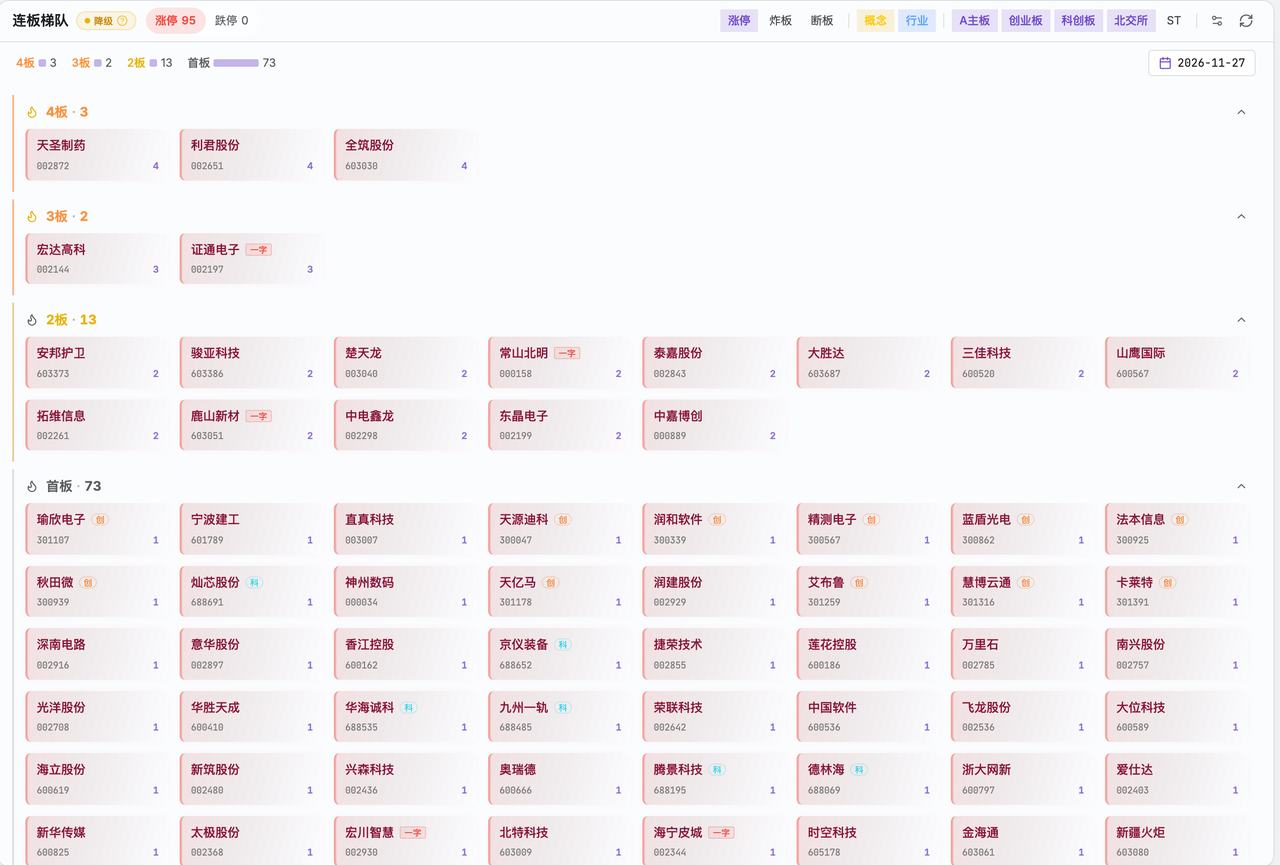 连板梯队 降级 ? 涨停 95 跌停 0 涨停 炸板 断板 概念 行业 A主板 创业板 科创板 北交所 ST
4板 3 3板 2 2板 13 首板 73 2026-11-27
4板 · 3
天圣制药 利君股份 全筑股份
002872 4 002651 4 603030 4
3板 · 2
宏达高科 证通电子 一字
002144 3 002197 3
2板 · 13
安邦护卫 骏亚科技 楚天龙 常山北明 一字 泰嘉股份 大胜达 三佳科技 山鹰国际
603373 2 603386 2 003040 2 000158 2 002843 2 603687 2 600520 2 600567 2
拓维信息 鹿山新材 一字 中电鑫龙 东晶电子 中嘉博创
002261 2 603051 2 002298 2 002199 2 000889 2
首板 · 73
瑜欣电子 创 宁波建工 直真科技 天源迪科 创 润和软件 创 精测电子 创 蓝盾光电 创 法本信息 创
301107 1 601789 1 003007 1 300047 1 300339 1 300567 1 300862 1 300925 1
秋田微 创 灿芯股份 科 神州数码 天亿马 创 润建股份 艾布鲁 创 慧博云通 创 卡莱特 创
300939 1 688691 1 000034 1 301178 1 002929 1 301259 1 301316 1 301391 1
深南电路 意华股份 香江控股 京仪装备 科 捷荣技术 莲花控股 万里石 南兴股份
002916 1 002897 1 600162 1 688652 1 002855 1 600186 1 002785 1 002757 1
光洋股份 华胜天成 华海诚科 科 九州一轨 科 荣联科技 中国软件 飞龙股份 大位科技
002708 1 600410 1 688535 1 688485 1 002642 1 600536 1 002536 1 600589 1
海立股份 新筑股份 兴森科技 奥瑞德 腾景科技 科 德林海 科 浙大网新 爱仕达
600619 1 002480 1 002436 1 600666 1 688195 1 688069 1 600797 1 002403 1
新华传媒 太极股份 宏川智慧 一字 北特科技 海宁皮城 一字 时空科技 金海通 新疆火炬
600825 1 002368 1 002930 1 603009 1 002344 1 605178 1 603061 1 603080 1